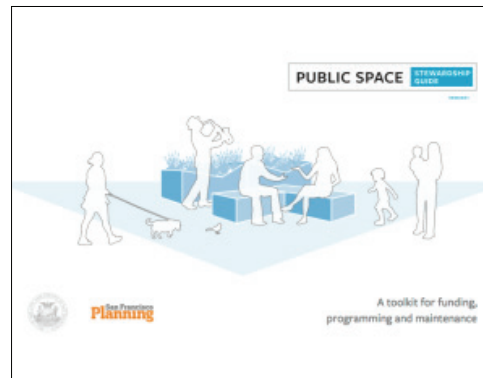 PUBLIC SPACE
STEWARDSHIP
GUIDE
San Francisco
Planning
A toolkit for funding,
programming and maintenance